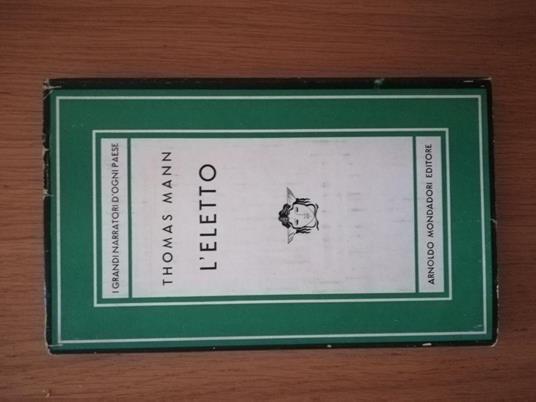 I GRANDI NARRATORI D'OGNI PAESE
THOMAS MANN
L'ELETTO
ARNOLDO MONDADORI EDITORE